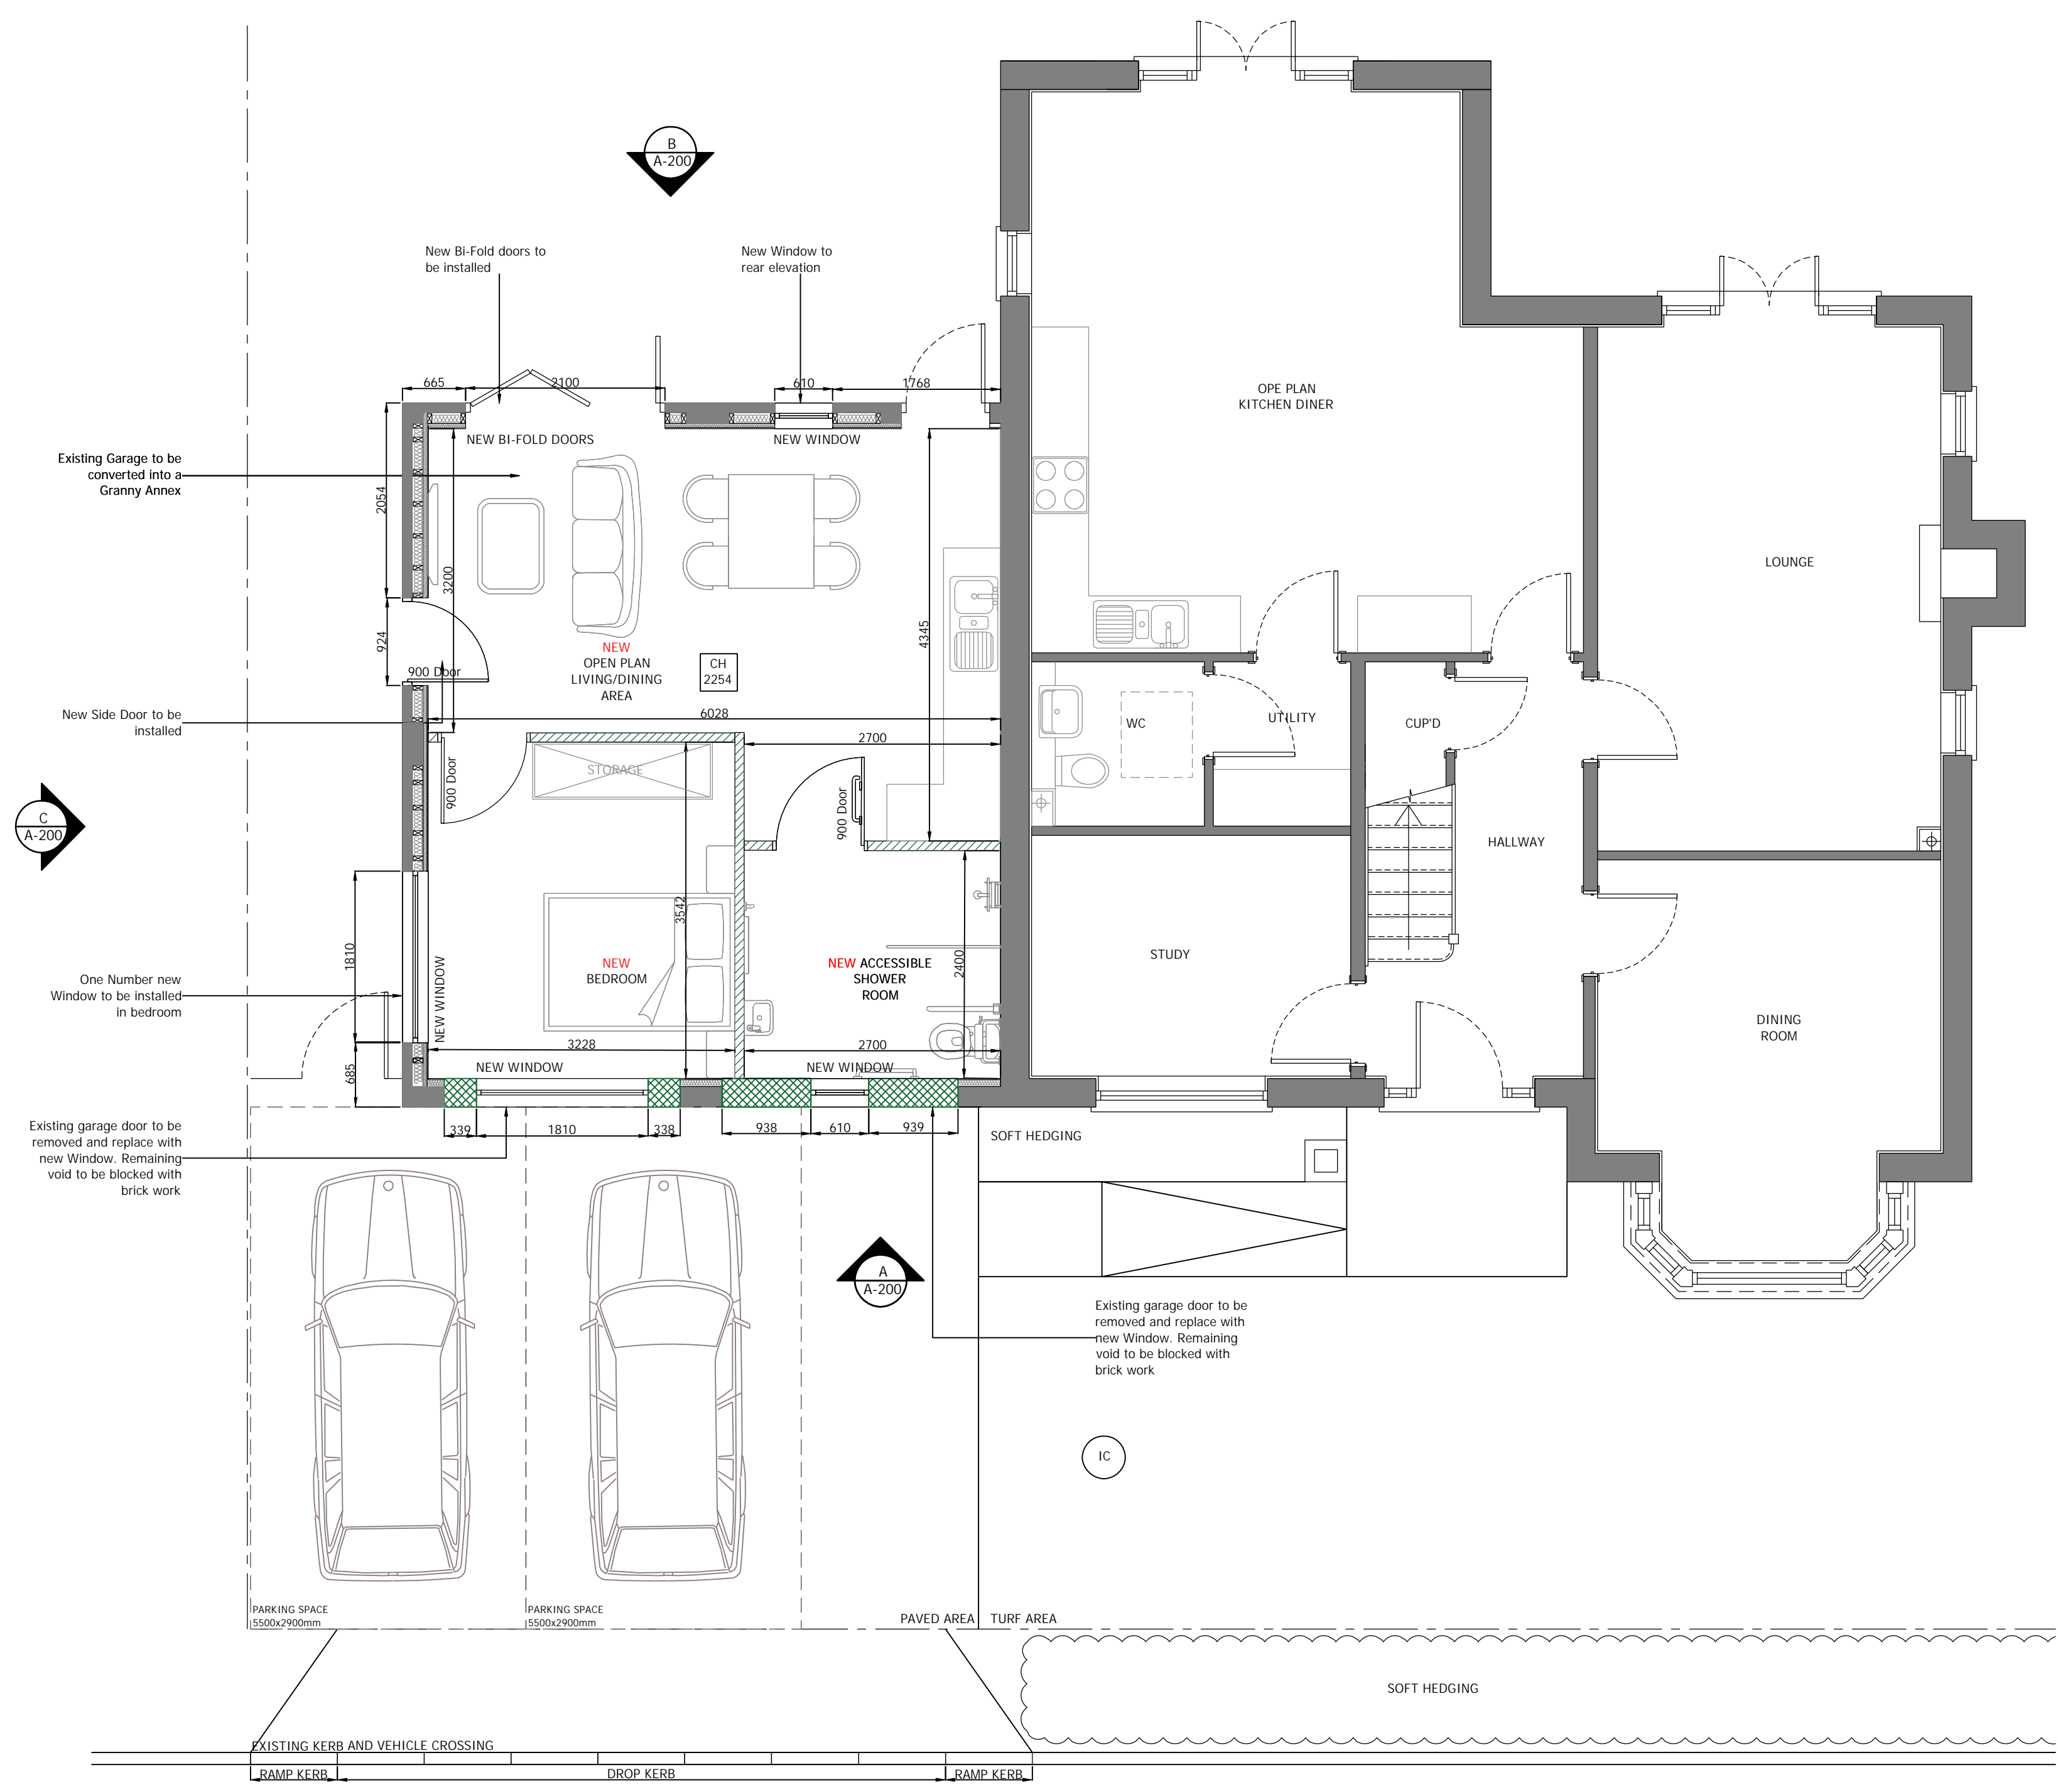 B
A-200
New Bi-Fold doors to
be installed
New Window to
rear elevation
665
2100
610
1768
NEW BI-FOLD DOORS
NEW WINDOW
Existing Garage to be
converted into a
Granny Annex
2054
3200
924
4345
900 Door
NEW
OPEN PLAN
LIVING/DINING
AREA
CH
2254
New Side Door to be
installed
6028
2700
STORAGE
900 Door
900 Door
C
A-200
OPE PLAN
KITCHEN DINER
LOUNGE
WC
UTILITY
CUP'D
HALLWAY
STUDY
DINING
ROOM
1810
3542
2400
NEW WINDOW
NEW
BEDROOM
NEW ACCESSIBLE
SHOWER
ROOM
One Number new
Window to be installed
in bedroom
3228
2700
685
NEW WINDOW
NEW WINDOW
Existing garage door to be
removed and replace with
new Window. Remaining
void to be blocked with
brick work
339
1810
338
938
610
939
SOFT HEDGING
A
A-200
Existing garage door to be
removed and replace with
new Window. Remaining
void to be blocked with
brick work
IC
PARKING SPACE
5500x2900mm
PARKING SPACE
5500x2900mm
PAVED AREA
TURF AREA
SOFT HEDGING
EXISTING KERB AND VEHICLE CROSSING
RAMP KERB
DROP KERB
RAMP KERB